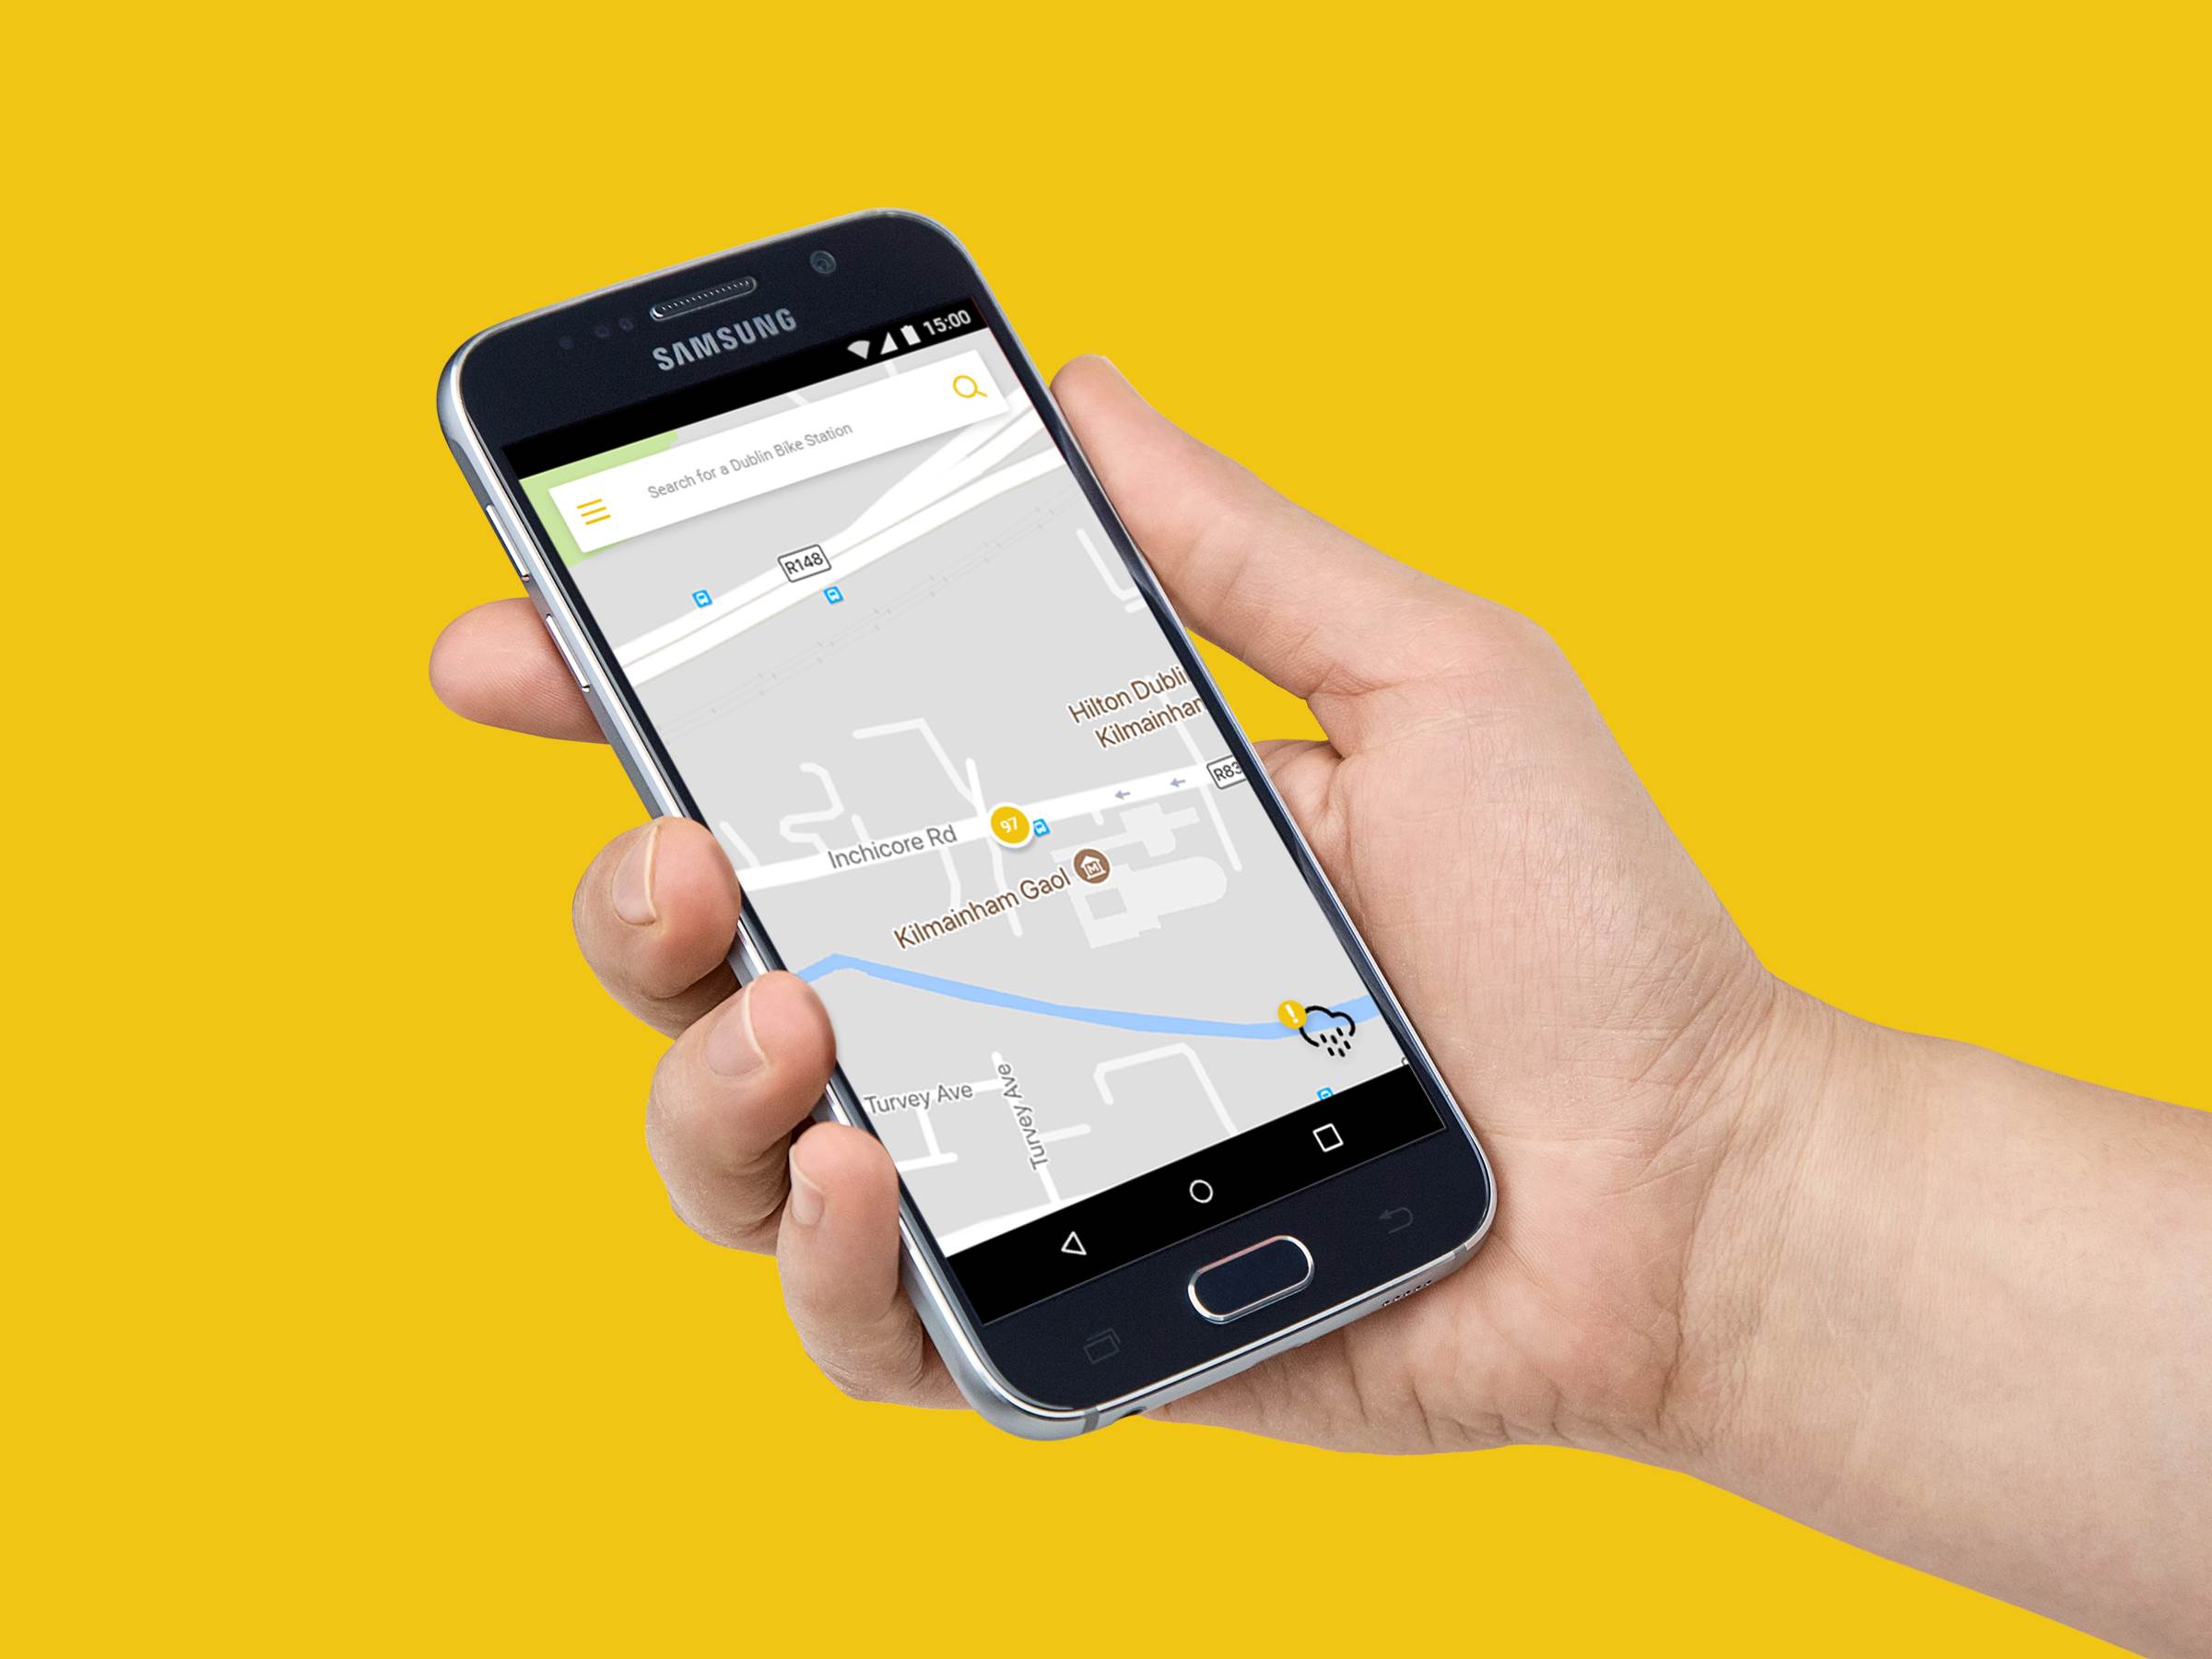 SAMSUNG
15:00
Search for a Dublin Bike Station
R148
Hilton Dubli
Kilmainhan
R83
97
Inchicore Rd
Kilmainham Gaol
!
Turvey Ave
Turvey Ave